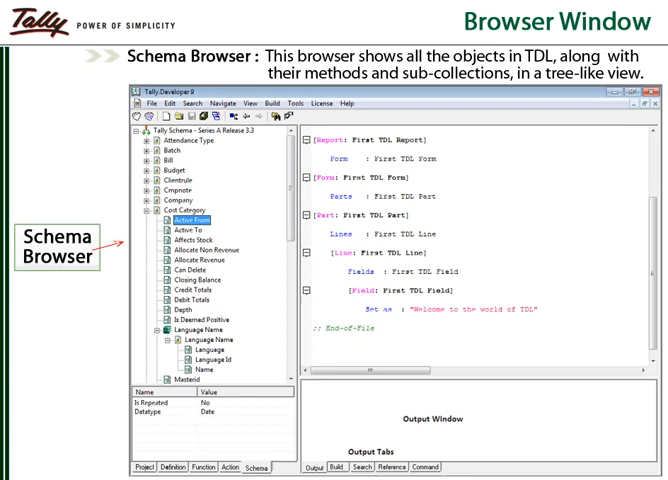 Tally
POWER OF SIMPLICITY
Browser Window
Schema Browser : This browser shows all the objects in TDL, along with
their methods and sub-collections, in a tree-like view.
Tally.Developer 9
File Edit Search Navigate View Build Tools License Help
Tally Schema - Series A Release 3.3
Attendance Type
Batch
Bill
Budget
Clientrule
Cmpnote
Company
Cost Category
Active From
Active To
Affects Stock
Allocate Non Revenue
Allocate Revenue
Can Delete
Closing Balance
Credit Totals
Debit Totals
Depth
Is Deemed Positive
Language Name
Language Name
Language
Language Id
Name
Masterid
Schema
Browser
[Report: First TDL Report]
Form : First TDL Form
[Form: First TDL Form]
Parts : First TDL Part
[Part: First TDL Part]
Lines : First TDL Line
[Line: First TDL Line]
Fields : First TDL Field
[Field: First TDL Field]
Set as : "Welcome to the world of TDL"
;; End-of-File
Name Value
Is Repeated No
Datatype Date
Project Definition Function Action Schema
Output Window
Output Tabs
Output Build Search Reference Command